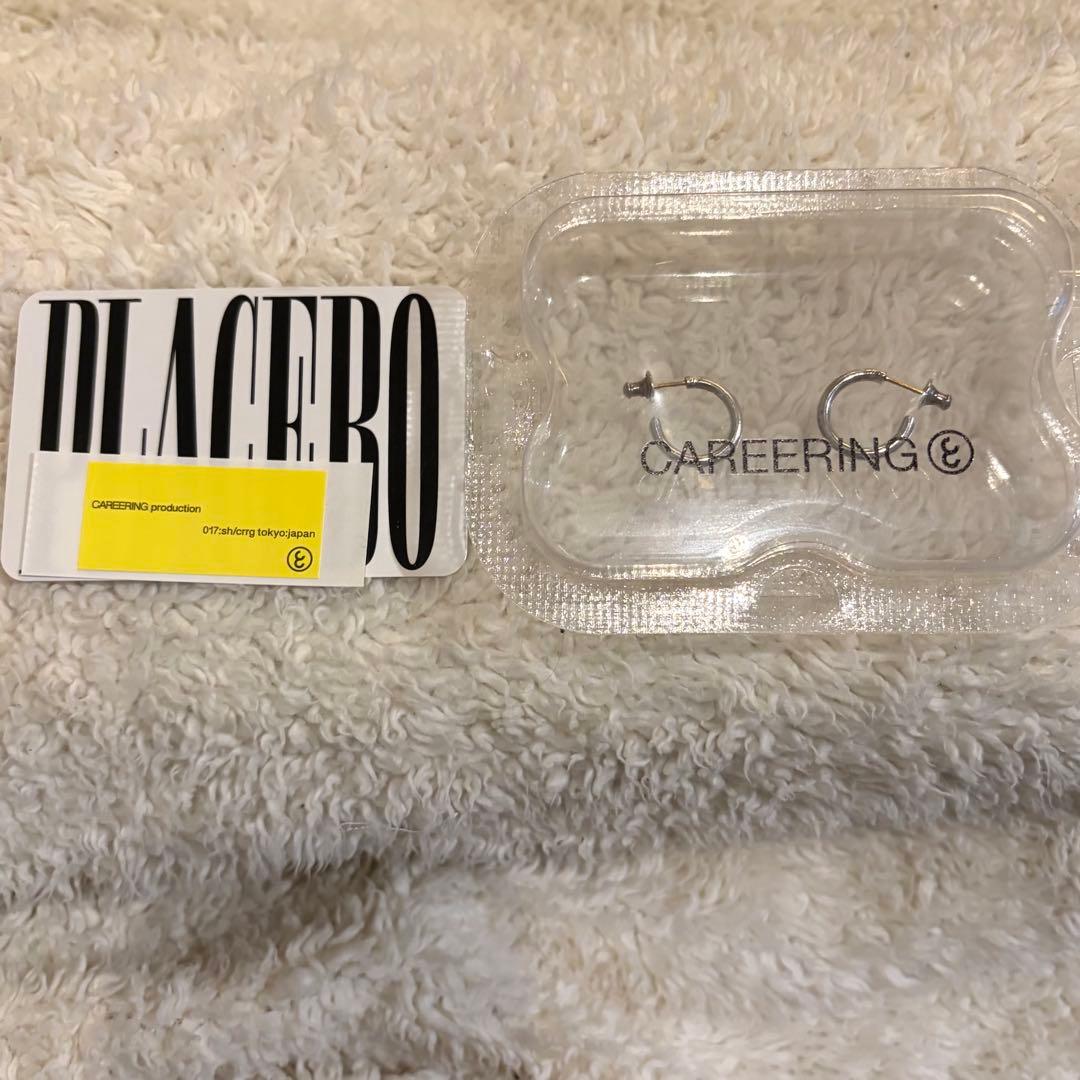 PLACEBO
CAREERING production
017:sh/crrg tokyo:japan
CAREERING